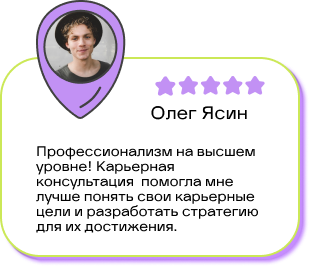 Олег Ясин
Профессионализм на высшем
уровне! Карьерная
консультация помогла мне
лучше понять свои карьерные
цели и разработать стратегию
для их достижения.